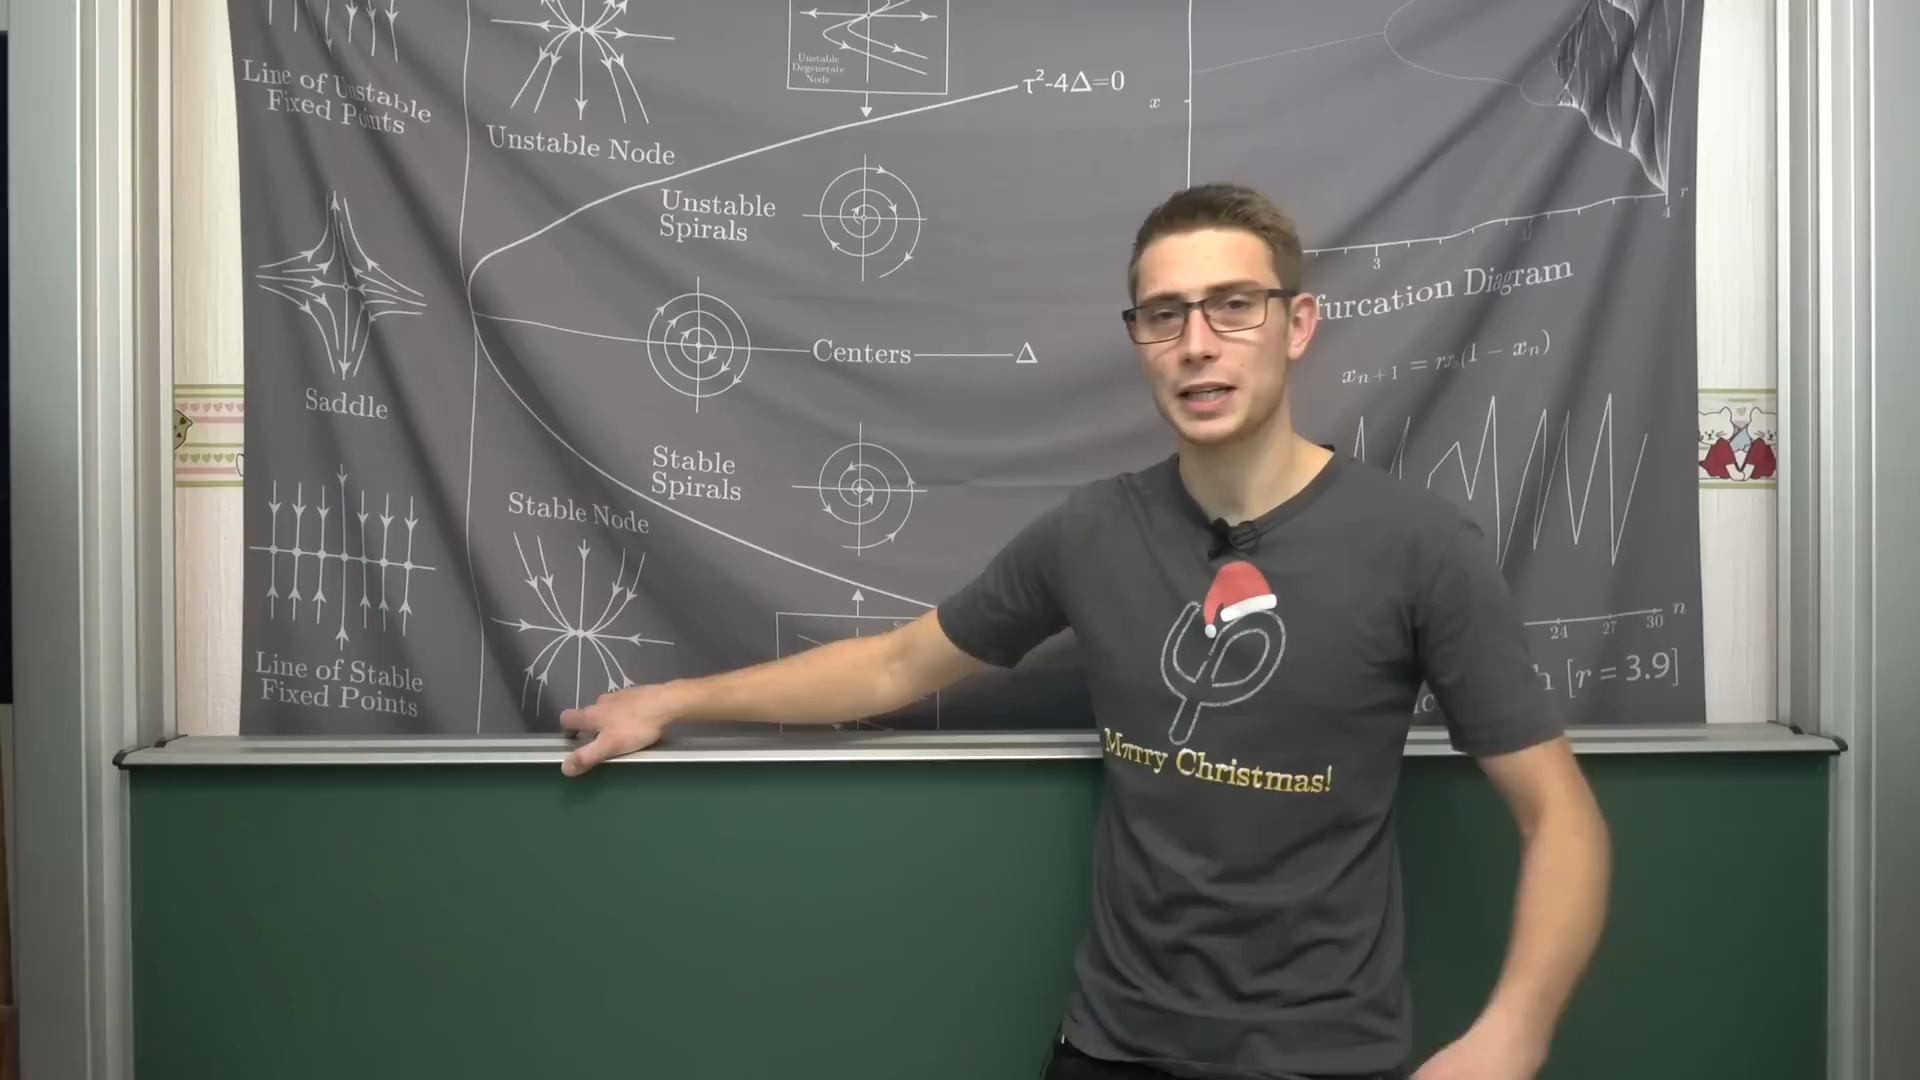 Line of Unstable
Fixed Points
Unstable Node
Unstable
Degenerate
Node
τ²-4Δ=0
Unstable
Spirals
Saddle
Centers
Δ
Stable
Spirals
Stable Node
Line of Stable
Fixed Points
x
r
3
4
furcation Diagram
xₙ₊₁ = rxₙ(1 − xₙ)
24
27
30
n
[r = 3.9]
Mπrry Christmas!